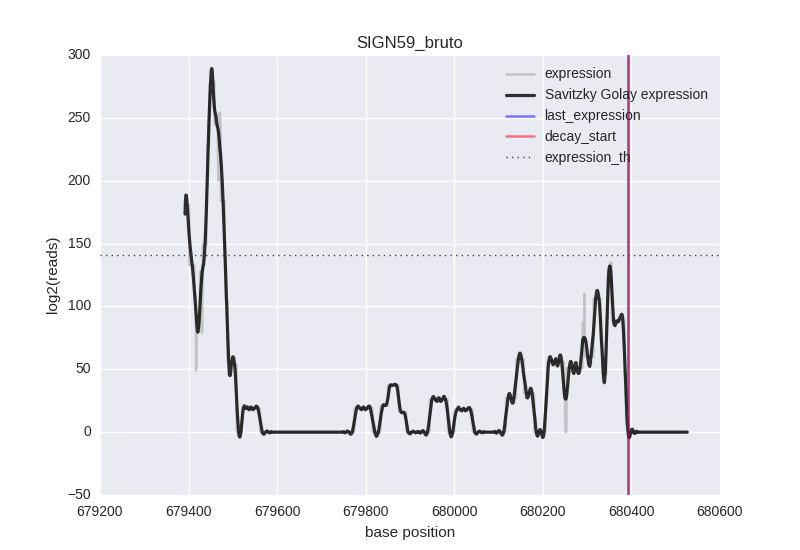 SIGN59_bruto
300
250
200
150
100
50
0
−50
log2(reads)
expression
Savitzky Golay expression
last_expression
decay_start
expression_th
679200 679400 679600 679800 680000 680200 680400 680600
base position